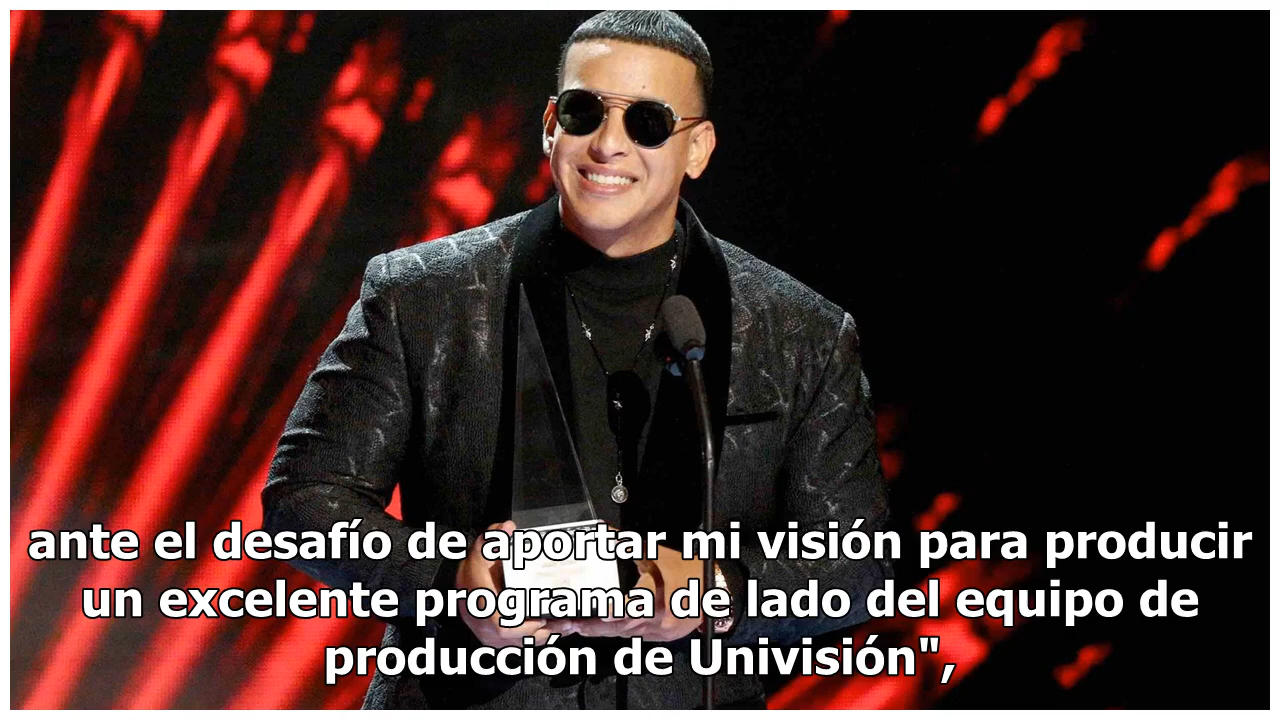 ante el desafío de aportar mi visión para producir
un excelente programa de lado del equipo de
producción de Univisión",